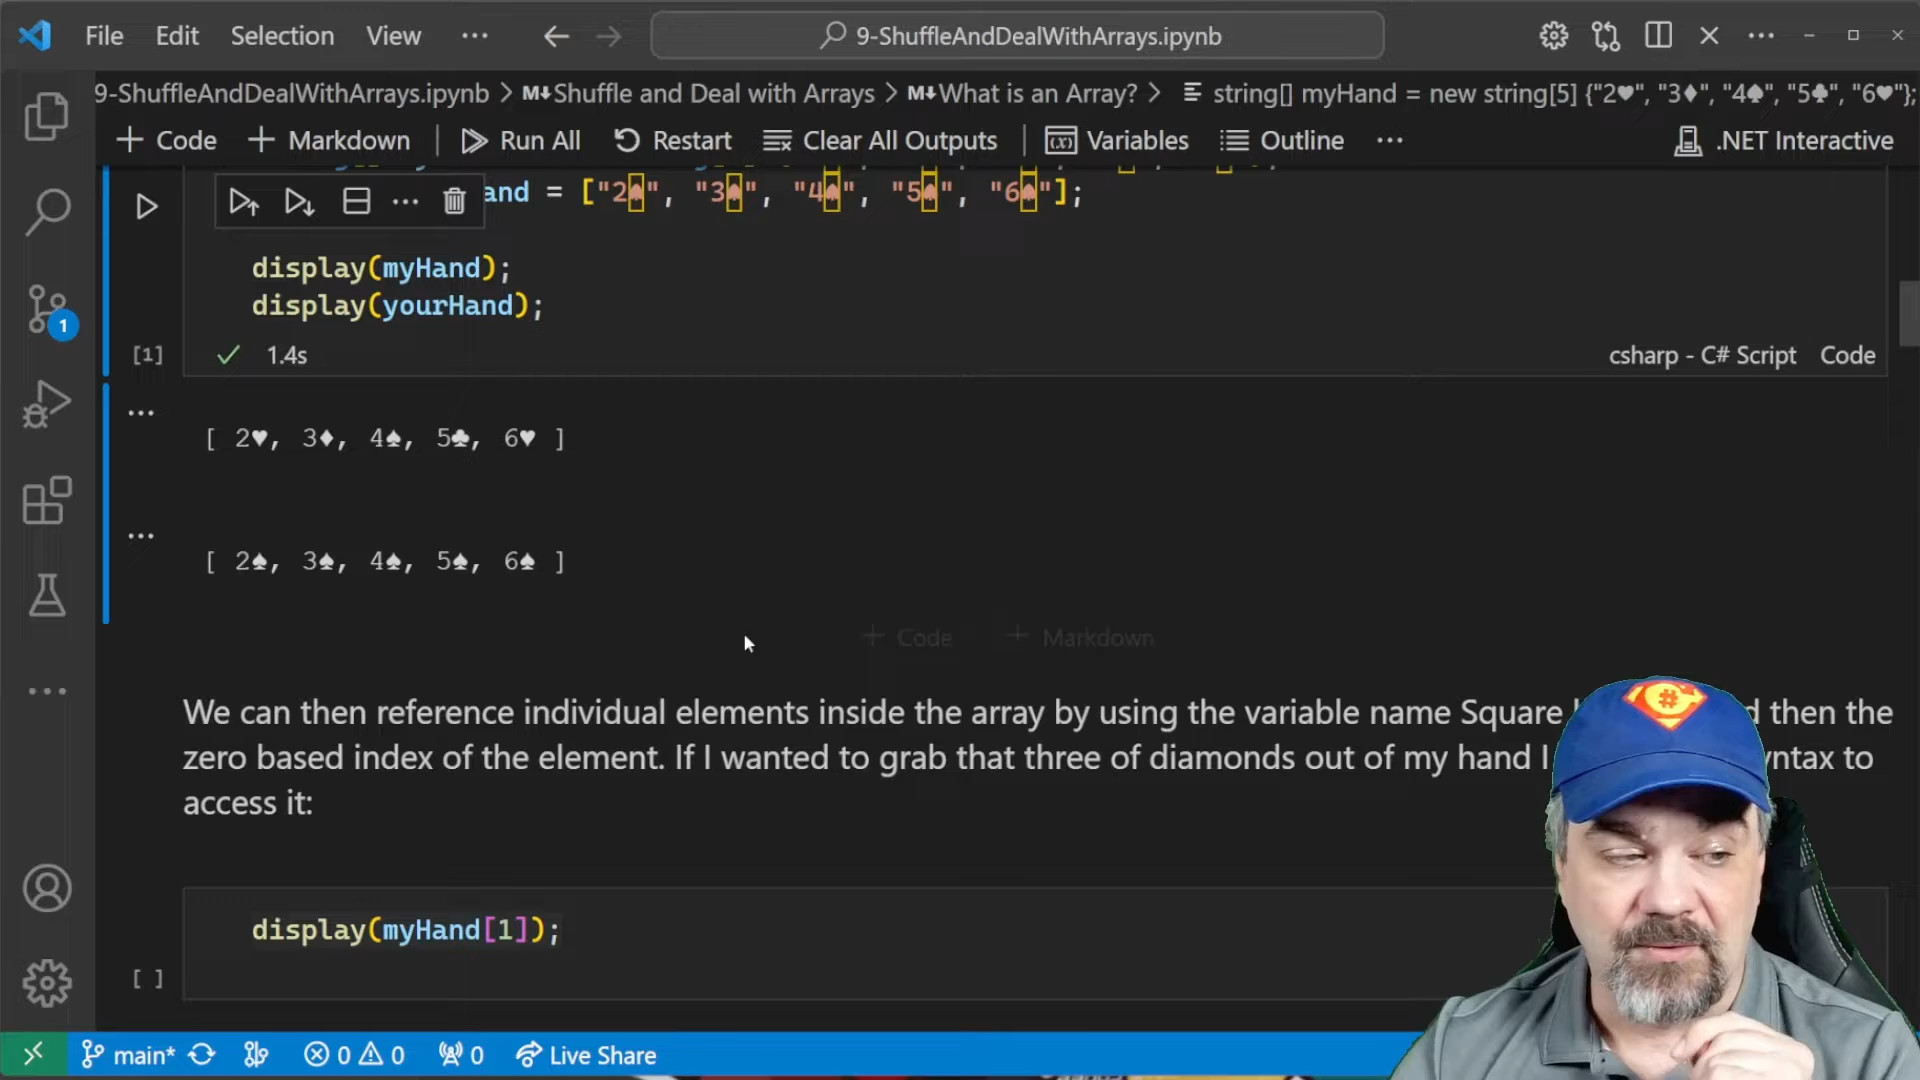 File Edit Selection View ··· 9-ShuffleAndDealWithArrays.ipynb
9-ShuffleAndDealWithArrays.ipynb > M↓Shuffle and Deal with Arrays > M↓What is an Array? > string[] myHand = new string[5] {"2♥", "3♦", "4♠", "5♣", "6♥"};
+ Code + Markdown Run All Restart Clear All Outputs (x) Variables Outline ··· .NET Interactive
and = ["2♠", "3♠", "4♠", "5♠", "6♠"];
display(myHand);
display(yourHand);
[1] ✓ 1.4s csharp - C# Script Code
[ 2♥, 3♦, 4♠, 5♣, 6♥ ]
[ 2♠, 3♠, 4♠, 5♠, 6♠ ]
+ Code + Markdown
We can then reference individual elements inside the array by using the variable name Square then the
zero based index of the element. If I wanted to grab that three of diamonds out of my hand I to
access it:
display(myHand[1]);
[ ]
1
main* 0 0 0 Live Share
#